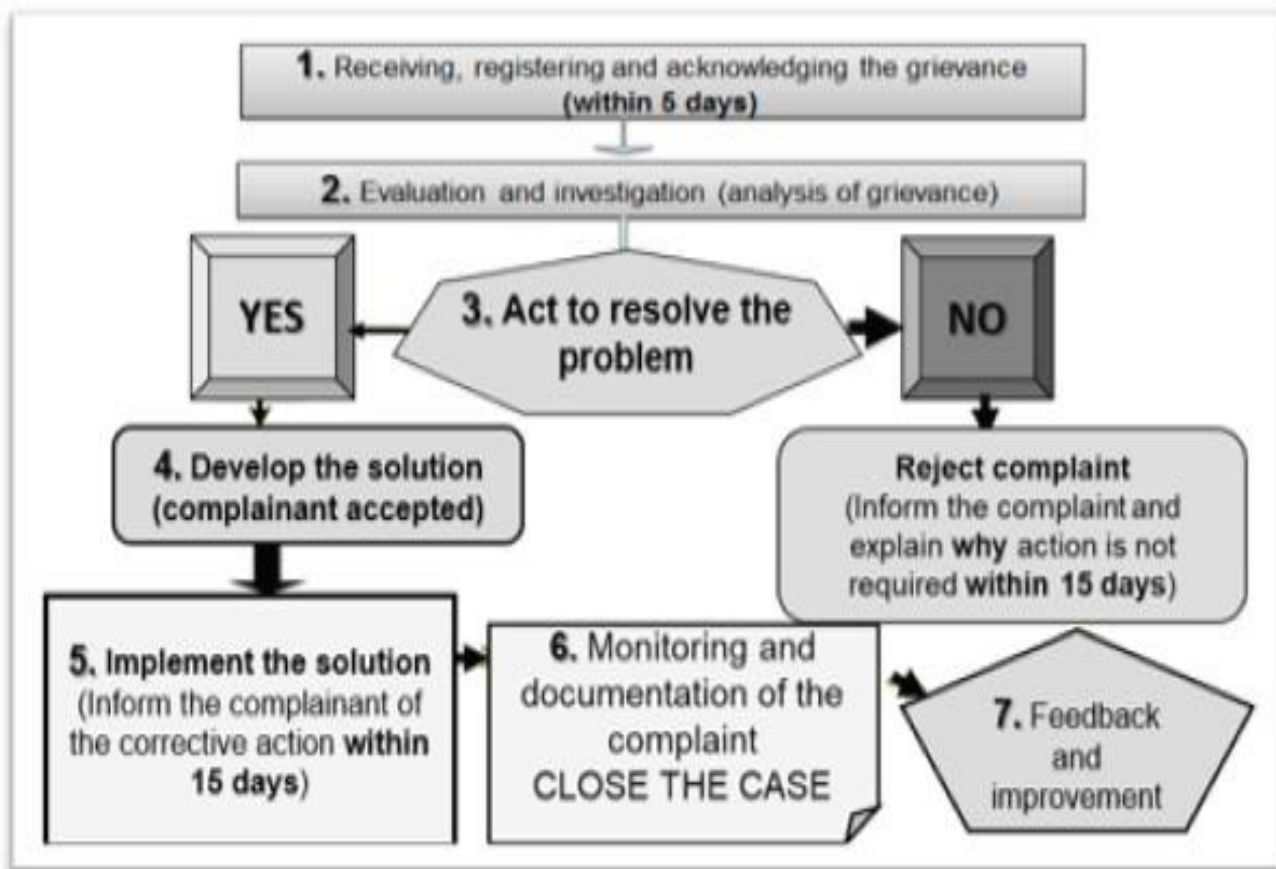 1. Receiving, registering and acknowledging the grievance
(within 5 days)
2. Evaluation and investigation (analysis of grievance)
YES
3. Act to resolve the
problem
NO
4. Develop the solution
(complainant accepted)
Reject complaint
(Inform the complaint and
explain why action is not
required within 15 days)
5. Implement the solution
(Inform the complainant of
the corrective action within
15 days)
6. Monitoring and
documentation of the
complaint
CLOSE THE CASE
7. Feedback
and
improvement